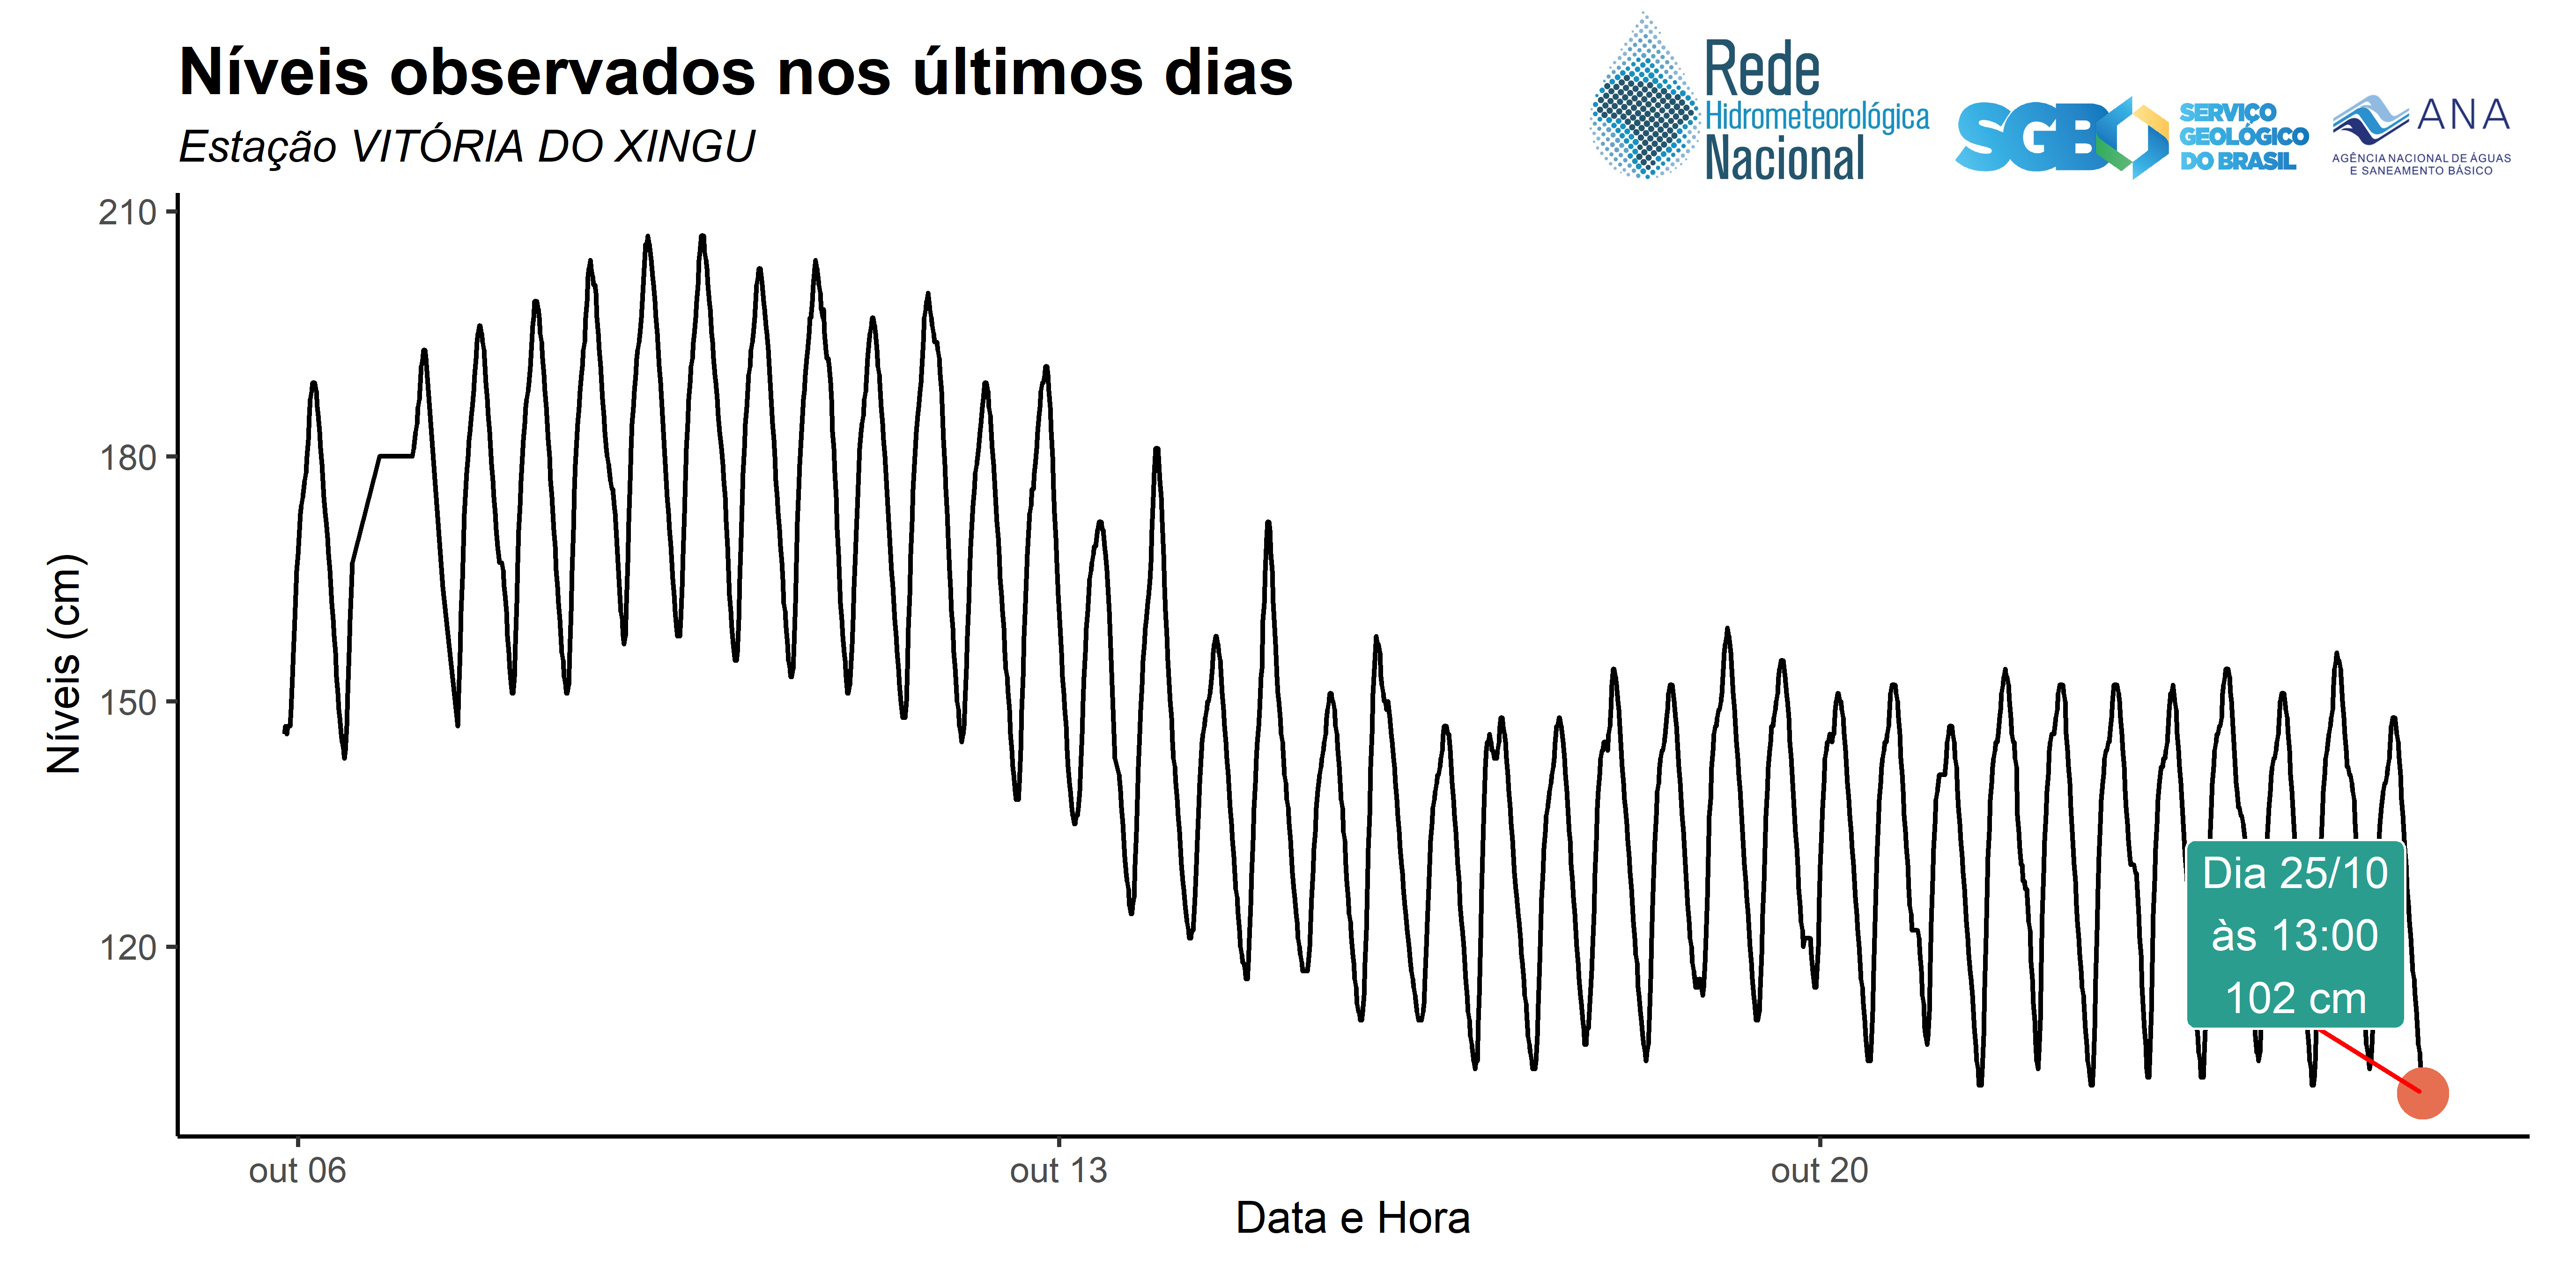 Níveis observados nos últimos dias
Estação VITÓRIA DO XINGU
Rede
Hidrometeorológica
Nacional
SGB
SERVIÇO
GEOLÓGICO
DO BRASIL
ANA
AGÊNCIA NACIONAL DE ÁGUAS
E SANEAMENTO BÁSICO
Níveis (cm)
210
180
150
120
Dia 25/10
às 13:00
102 cm
out 06
out 13
out 20
Data e Hora